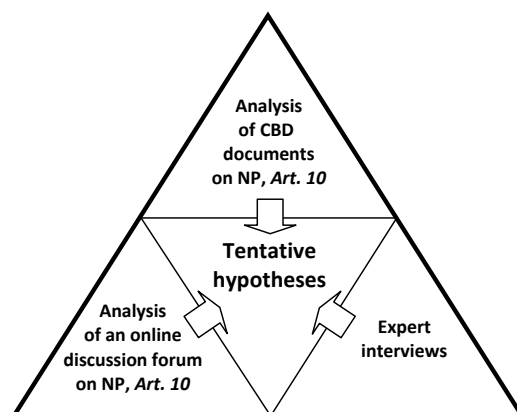 Analysis
of CBD
documents
on NP, Art. 10
Tentative
hypotheses
Analysis
of an online
discussion forum
on NP, Art. 10
Expert
interviews